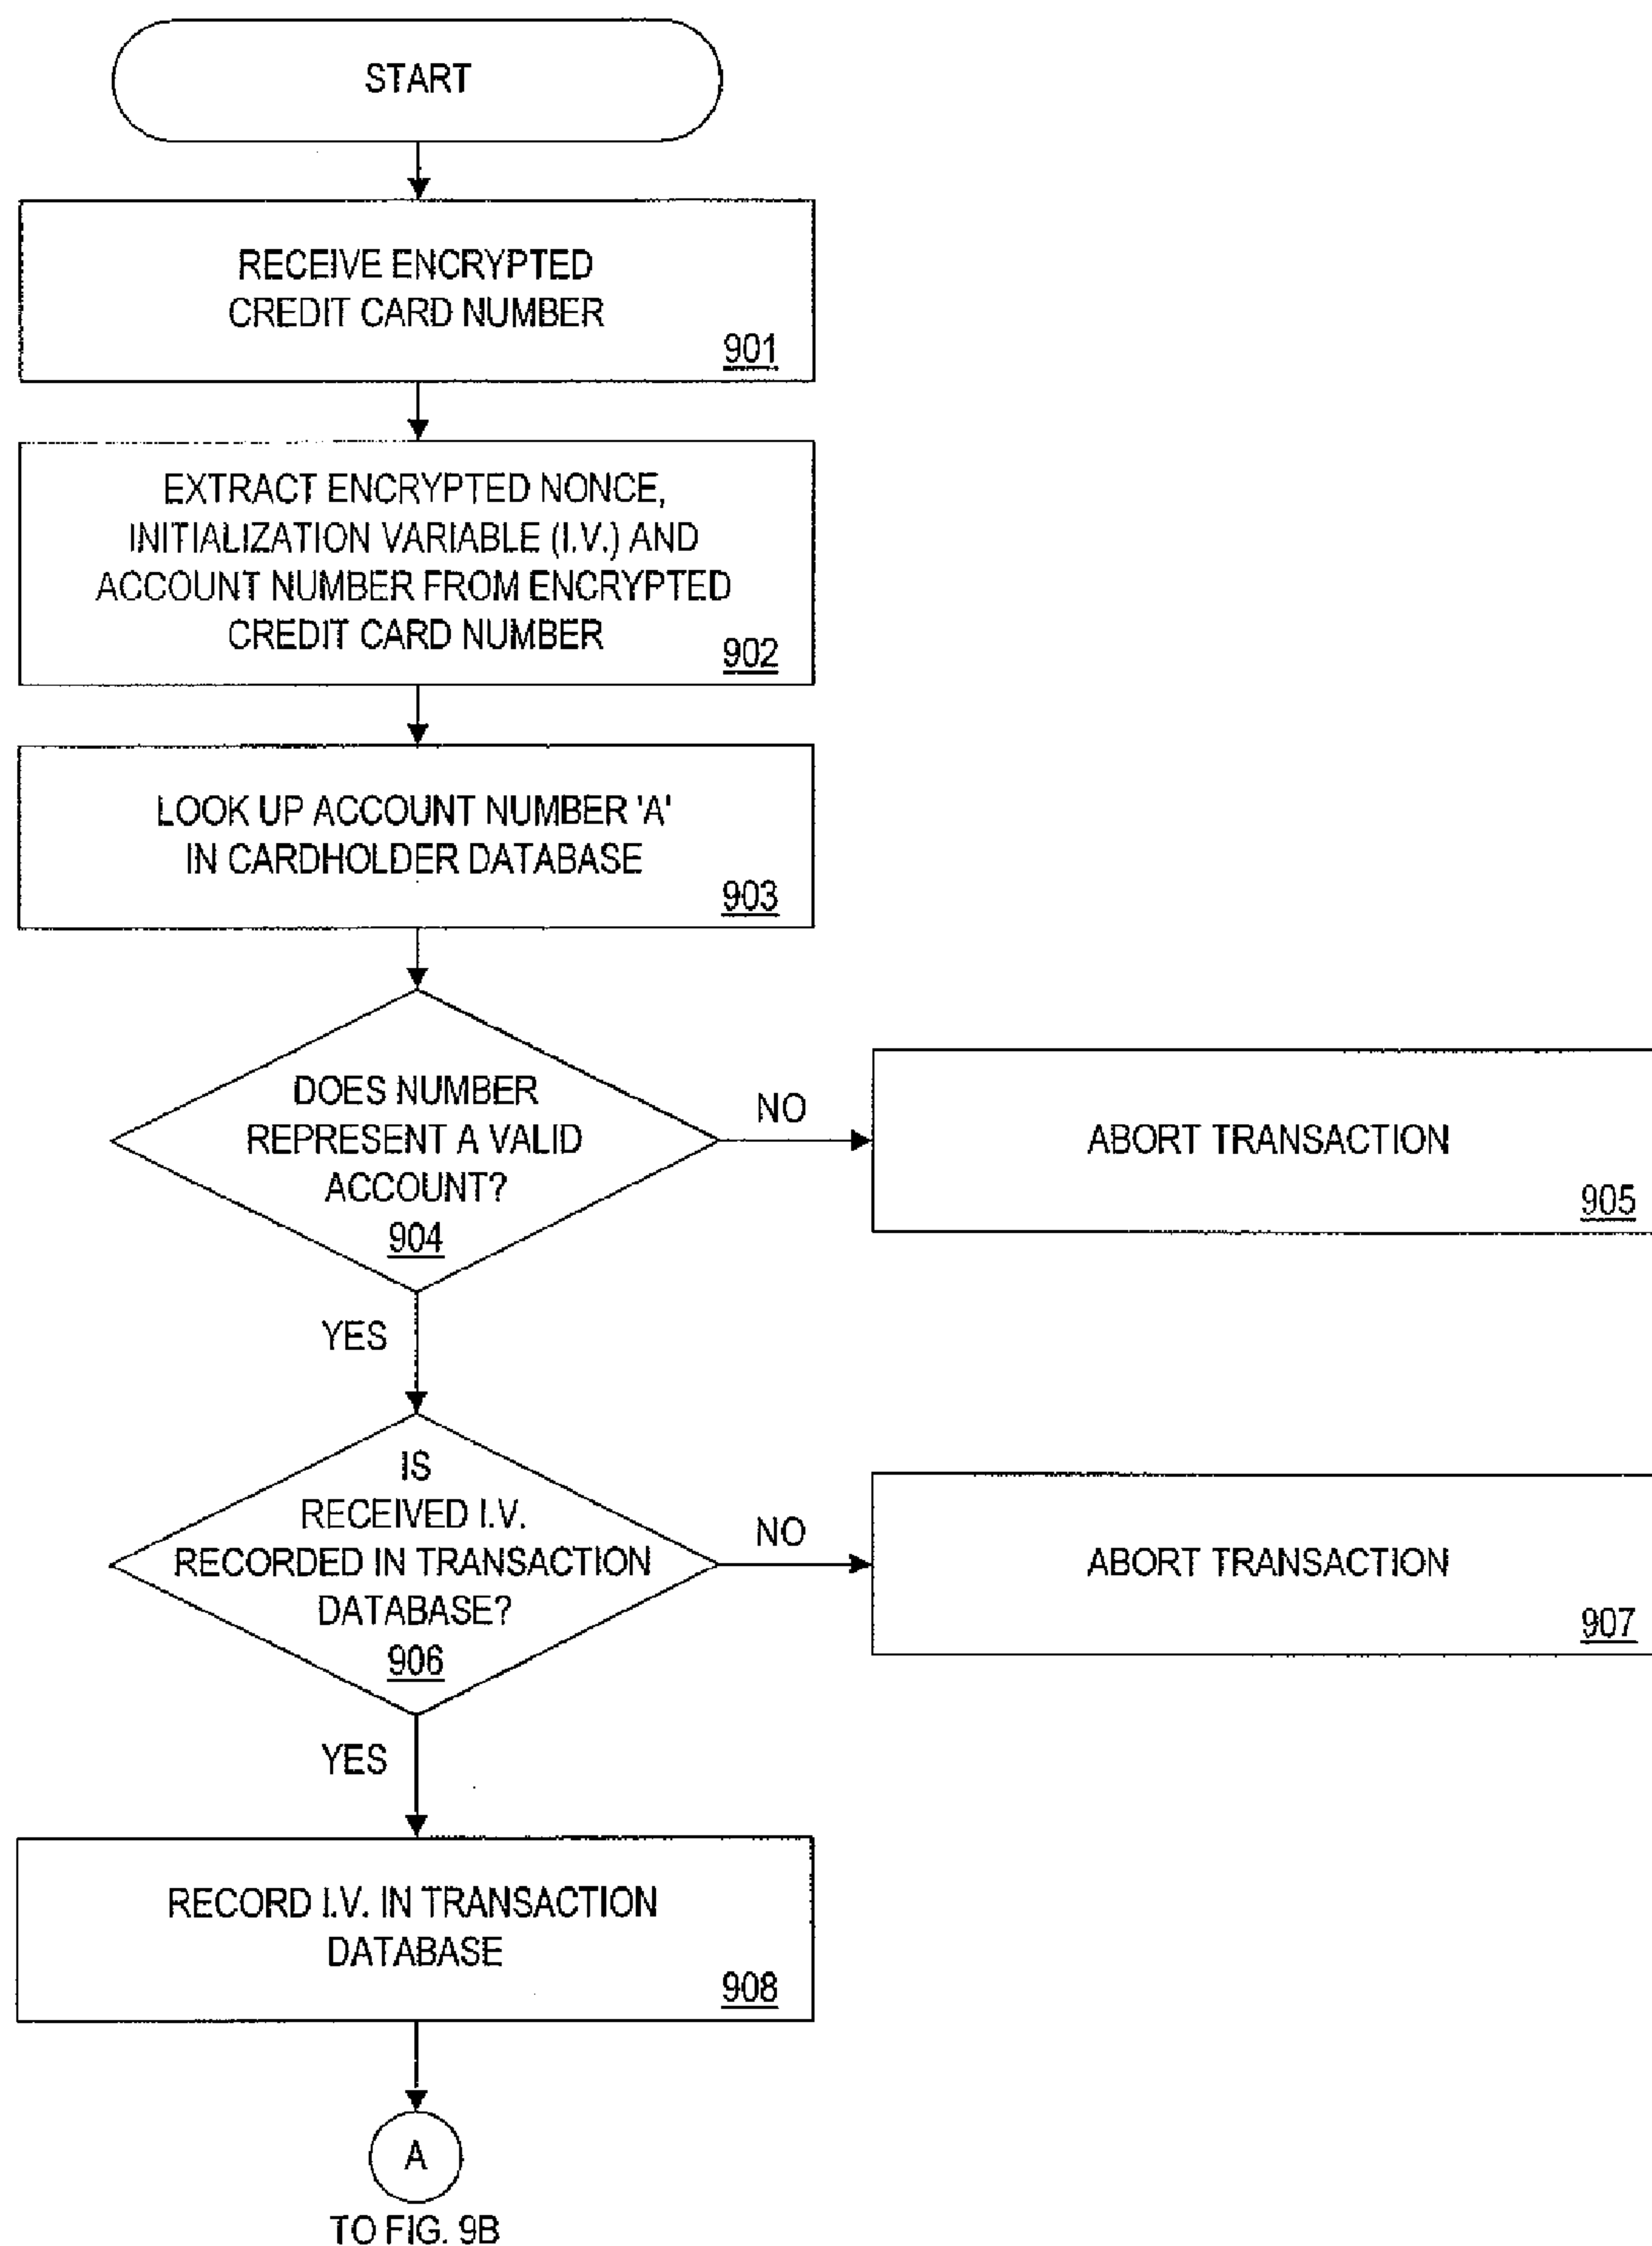 START
RECEIVE ENCRYPTED
CREDIT CARD NUMBER
901
EXTRACT ENCRYPTED NONCE,
INITIALIZATION VARIABLE (I.V.) AND
ACCOUNT NUMBER FROM ENCRYPTED
CREDIT CARD NUMBER
902
LOOK UP ACCOUNT NUMBER 'A'
IN CARDHOLDER DATABASE
903
DOES NUMBER
REPRESENT A VALID
ACCOUNT?
904
NO
ABORT TRANSACTION
905
YES
IS
RECEIVED I.V.
RECORDED IN TRANSACTION
DATABASE?
906
NO
ABORT TRANSACTION
907
YES
RECORD I.V. IN TRANSACTION
DATABASE
908
A
TO FIG. 9B